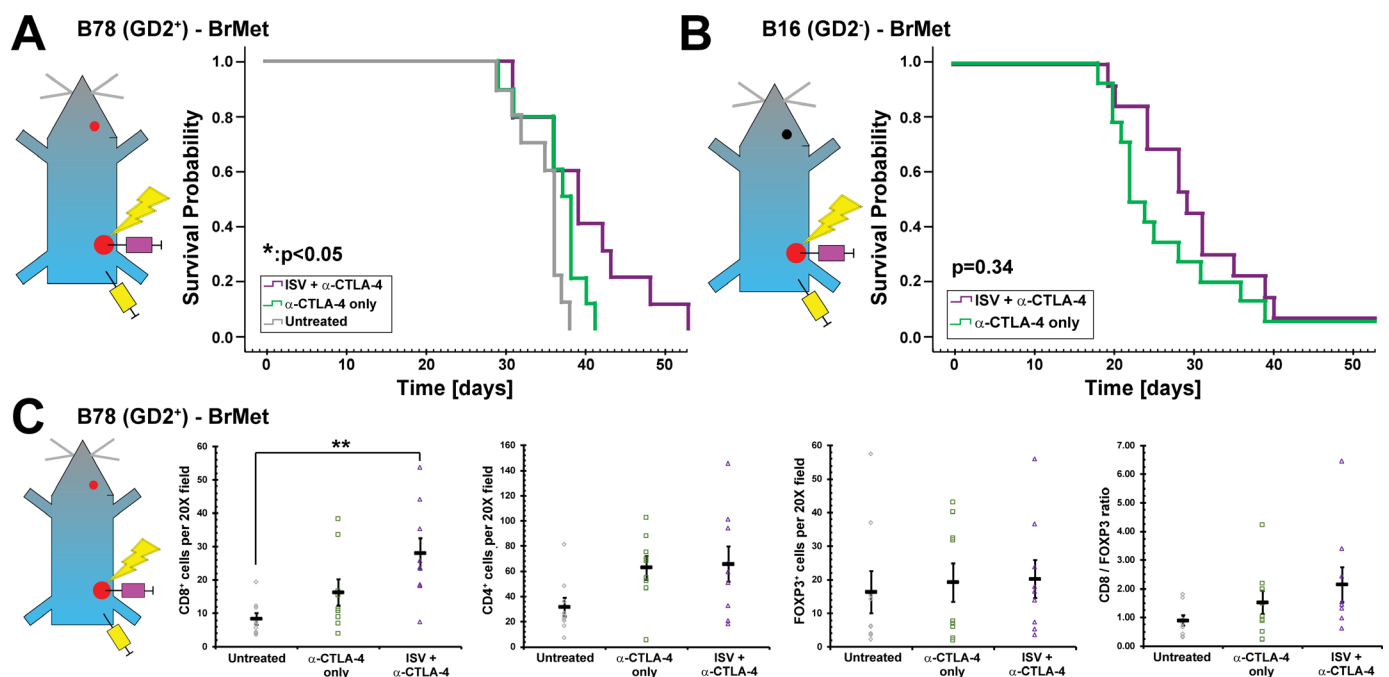 A B78 (GD2⁺) - BrMet
Survival Probability
1.0
0.8
0.6
0.4
0.2
0.0
*:p<0.05
ISV + α-CTLA-4
α-CTLA-4 only
Untreated
0 10 20 30 40 50
Time [days]
B B16 (GD2⁻) - BrMet
Survival Probability
1.0
0.8
0.6
0.4
0.2
0.0
p=0.34
ISV + α-CTLA-4
α-CTLA-4 only
0 10 20 30 40 50
Time [days]
C B78 (GD2⁺) - BrMet
CD8⁺ cells per 20X field
60
50
40
30
20
10
0
**
Untreated α-CTLA-4 ISV +
only α-CTLA-4
CD4⁺ cells per 20X field
160
140
120
100
80
60
40
20
0
Untreated α-CTLA-4 ISV +
only α-CTLA-4
FOXP3⁺ cells per 20X field
60
50
40
30
20
10
0
Untreated α-CTLA-4 ISV +
only α-CTLA-4
CD8 / FOXP3 ratio
7.00
6.00
5.00
4.00
3.00
2.00
1.00
0.00
Untreated α-CTLA-4 ISV +
only α-CTLA-4